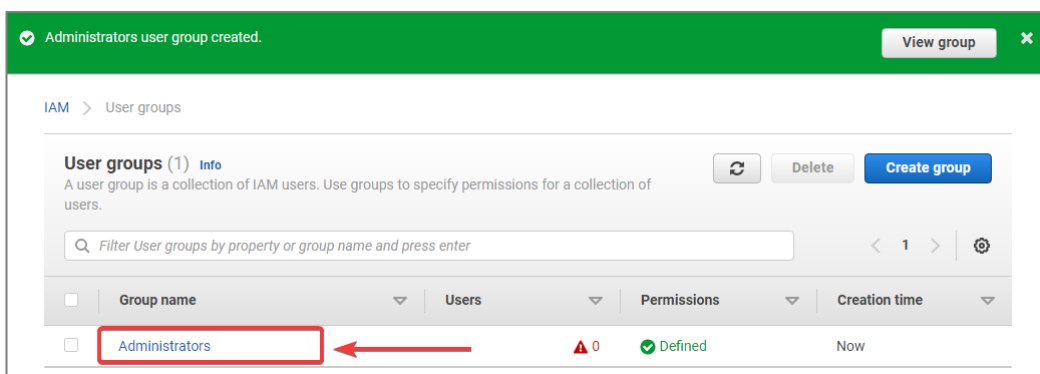 Administrators user group created.
View group
IAM > User groups
User groups (1) Info
Delete
Create group
A user group is a collection of IAM users. Use groups to specify permissions for a collection of
users.
Filter User groups by property or group name and press enter
< 1 >
Group name Users Permissions Creation time
Administrators 0 Defined Now